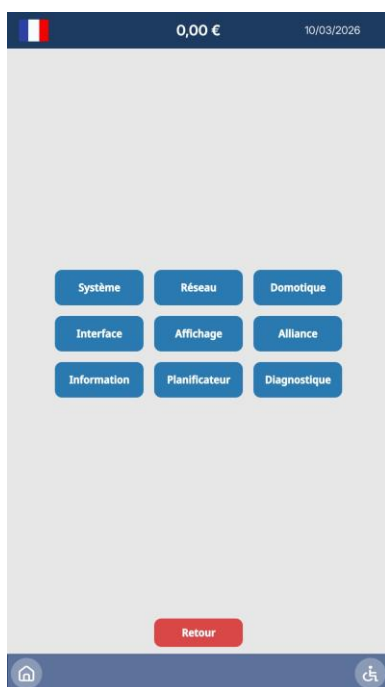 0,00 € 10/03/2026
Système Réseau Domotique
Interface Affichage Alliance
Information Planificateur Diagnostique
Retour